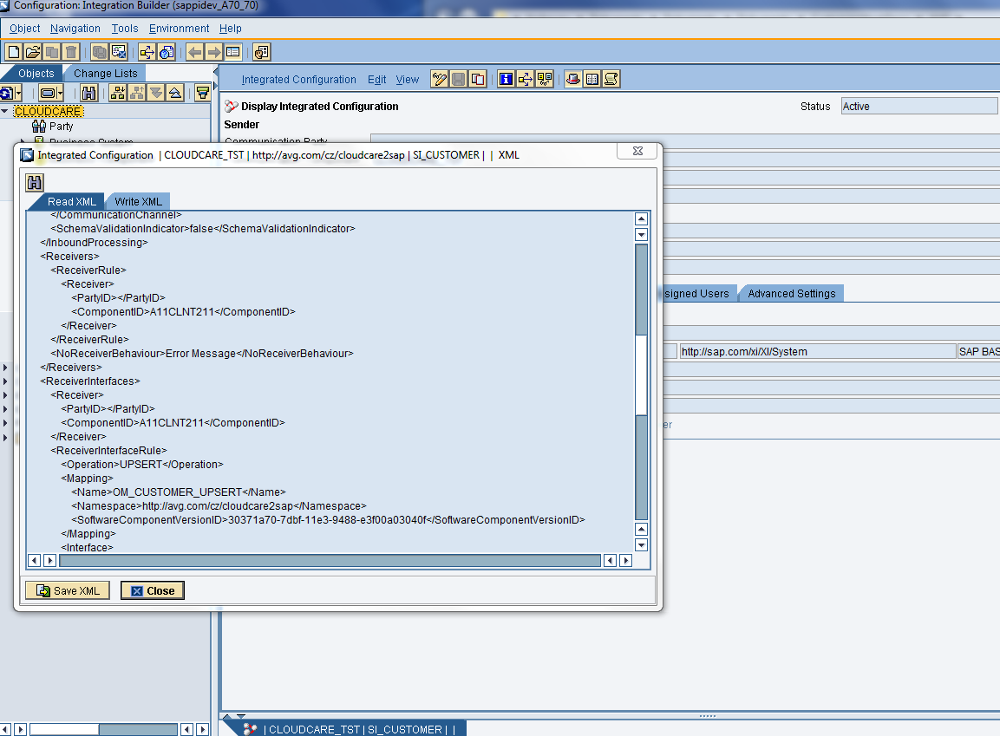 Configuration: Integration Builder (sappidev_A70_70)
Object Navigation Tools Environment Help
Objects Change Lists
Integrated Configuration Edit View
CLOUDCARE
Party
Business System
Display Integrated Configuration
Status Active
Sender
Communication Party
Integrated Configuration | CLOUDCARE_TST | http://avg.com/cz/cloudcare2sap | SI_CUSTOMER | | XML
Read XML Write XML
</CommunicationChannel>
<SchemaValidationIndicator>false</SchemaValidationIndicator>
</InboundProcessing>
<Receivers>
<ReceiverRule>
<Receiver>
<PartyID></PartyID>
<ComponentID>A11CLNT211</ComponentID>
</Receiver>
</ReceiverRule>
<NoReceiverBehaviour>Error Message</NoReceiverBehaviour>
</Receivers>
<ReceiverInterfaces>
<Receiver>
<PartyID></PartyID>
<ComponentID>A11CLNT211</ComponentID>
</Receiver>
<ReceiverInterfaceRule>
<Operation>UPSERT</Operation>
<Mapping>
<Name>OM_CUSTOMER_UPSERT</Name>
<Namespace>http://avg.com/cz/cloudcare2sap</Namespace>
<SoftwareComponentVersionID>30371a70-7dbf-11e3-9488-e3f00a03040f</SoftwareComponentVersionID>
</Mapping>
<Interface>
Save XML Close
signed Users Advanced Settings
http://sap.com/xi/XI/System SAP BAS
er
| CLOUDCARE_TST | SI_CUSTOMER | |